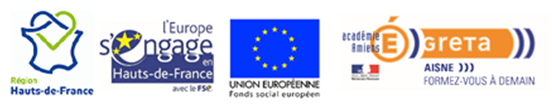 Région
Hauts-de-France
l'Europe
s'engage
en
Hauts-de-France
avec le FSE
UNION EUROPÉENNE
Fonds social européen
académie
Amiens
É
GRETA
AISNE )))
FORMEZ-VOUS À DEMAIN